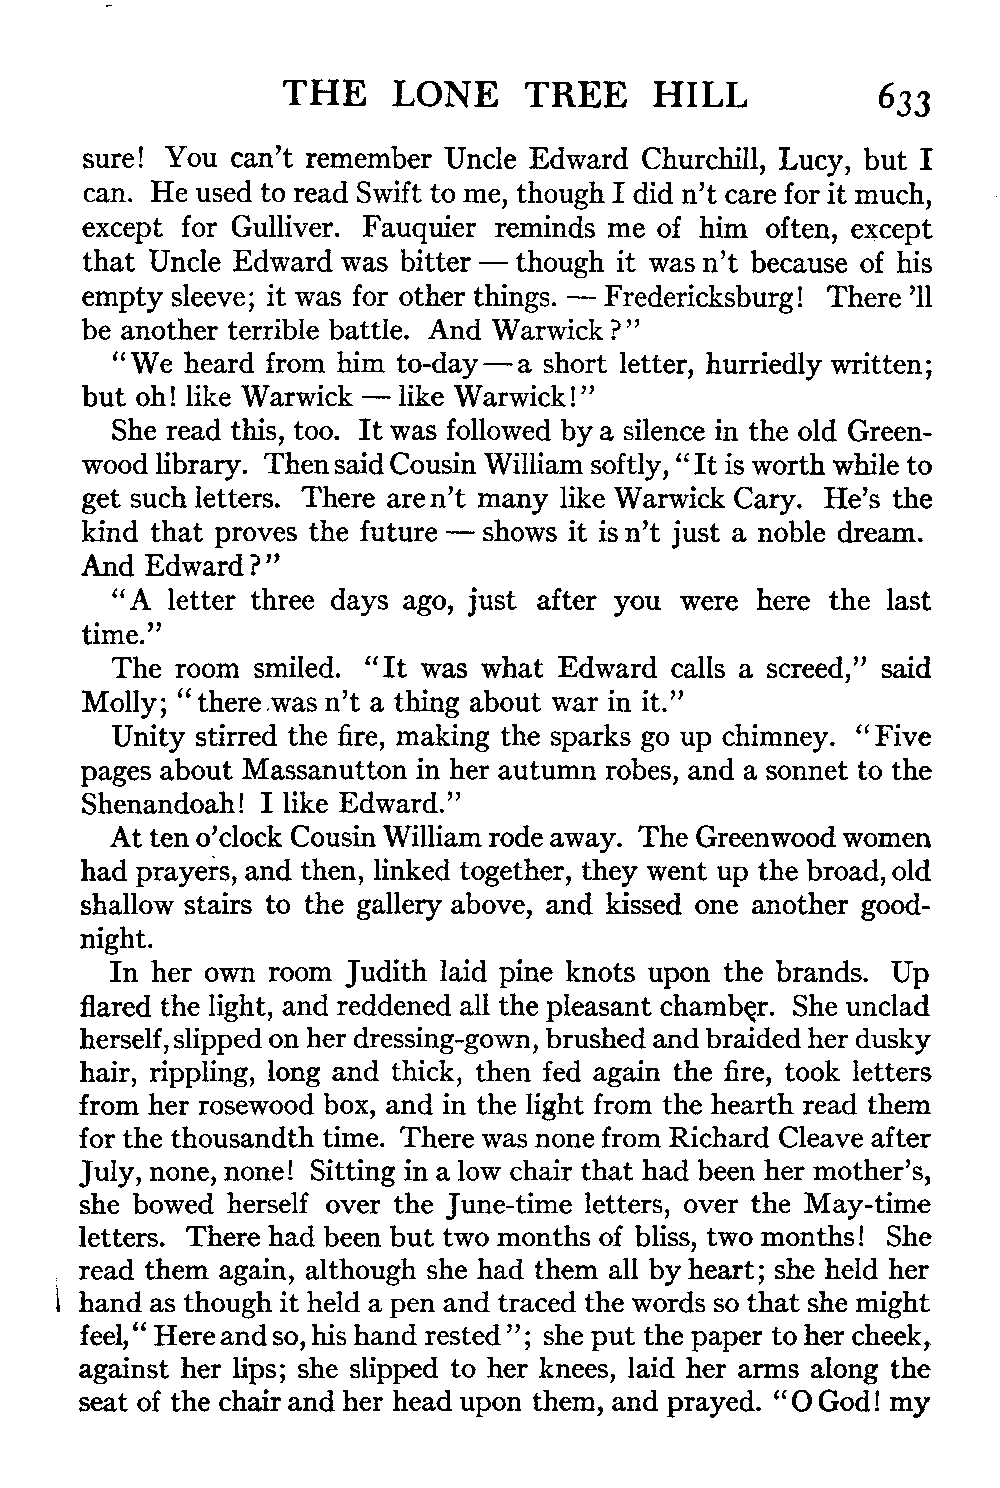 THE LONE TREE HILL 633
sure! You can't remember Uncle Edward Churchill, Lucy, but I
can. He used to read Swift to me, though I did n't care for it much,
except for Gulliver. Fauquier reminds me of him often, except
that Uncle Edward was bitter — though it was n't because of his
empty sleeve; it was for other things. — Fredericksburg! There 'll
be another terrible battle. And Warwick?"
"We heard from him to-day — a short letter, hurriedly written;
but oh! like Warwick — like Warwick!"
She read this, too. It was followed by a silence in the old Green-
wood library. Then said Cousin William softly, "It is worth while to
get such letters. There are n't many like Warwick Cary. He's the
kind that proves the future — shows it is n't just a noble dream.
And Edward?"
"A letter three days ago, just after you were here the last
time."
The room smiled. "It was what Edward calls a screed," said
Molly; "there was n't a thing about war in it."
Unity stirred the fire, making the sparks go up chimney. "Five
pages about Massanutton in her autumn robes, and a sonnet to the
Shenandoah! I like Edward."
At ten o'clock Cousin William rode away. The Greenwood women
had prayers, and then, linked together, they went up the broad, old
shallow stairs to the gallery above, and kissed one another good-
night.
In her own room Judith laid pine knots upon the brands. Up
flared the light, and reddened all the pleasant chamber. She unclad
herself, slipped on her dressing-gown, brushed and braided her dusky
hair, rippling, long and thick, then fed again the fire, took letters
from her rosewood box, and in the light from the hearth read them
for the thousandth time. There was none from Richard Cleave after
July, none, none! Sitting in a low chair that had been her mother's,
she bowed herself over the June-time letters, over the May-time
letters. There had been but two months of bliss, two months! She
read them again, although she had them all by heart; she held her
hand as though it held a pen and traced the words so that she might
feel, "Here and so, his hand rested"; she put the paper to her cheek,
against her lips; she slipped to her knees, laid her arms along the
seat of the chair and her head upon them, and prayed. "O God! my